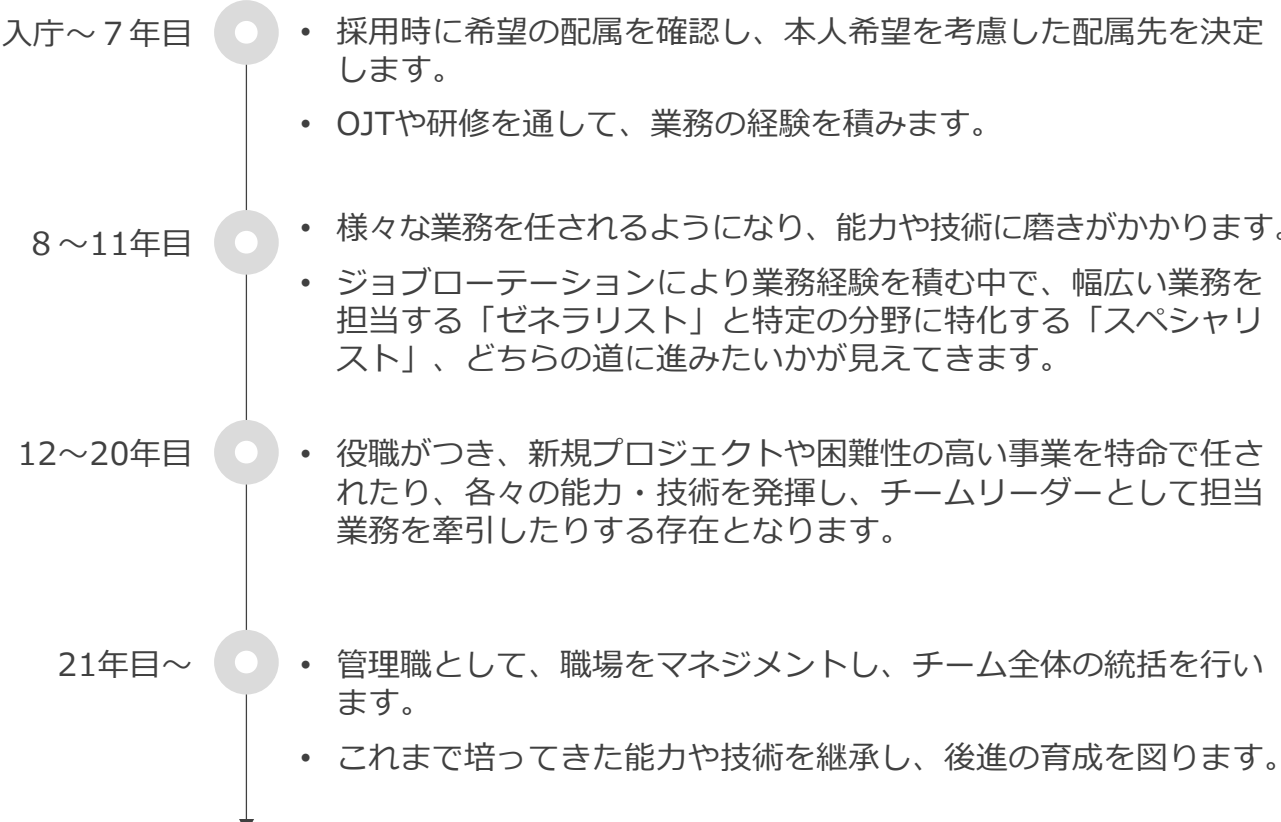 入庁～７年目
• 採用時に希望の配属を確認し、本人希望を考慮した配属先を決定
します。
• OJTや研修を通して、業務の経験を積みます。
８～11年目
• 様々な業務を任されるようになり、能力や技術に磨きがかかります。
• ジョブローテーションにより業務経験を積む中で、幅広い業務を
担当する「ゼネラリスト」と特定の分野に特化する「スペシャリ
スト」、どちらの道に進みたいかが見えてきます。
12～20年目
• 役職がつき、新規プロジェクトや困難性の高い事業を特命で任さ
れたり、各々の能力・技術を発揮し、チームリーダーとして担当
業務を牽引したりする存在となります。
21年目～
• 管理職として、職場をマネジメントし、チーム全体の統括を行い
ます。
• これまで培ってきた能力や技術を継承し、後進の育成を図ります。